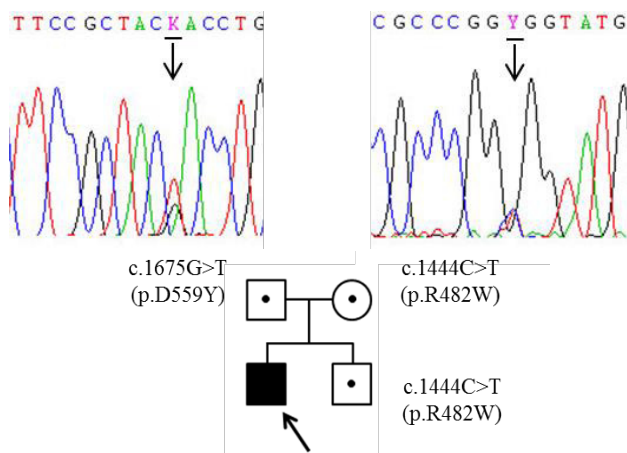 TTCCGCTACKACCTG
CGCCCGGYGGTATG
c.1675G>T
(p.D559Y)
c.1444C>T
(p.R482W)
c.1444C>T
(p.R482W)